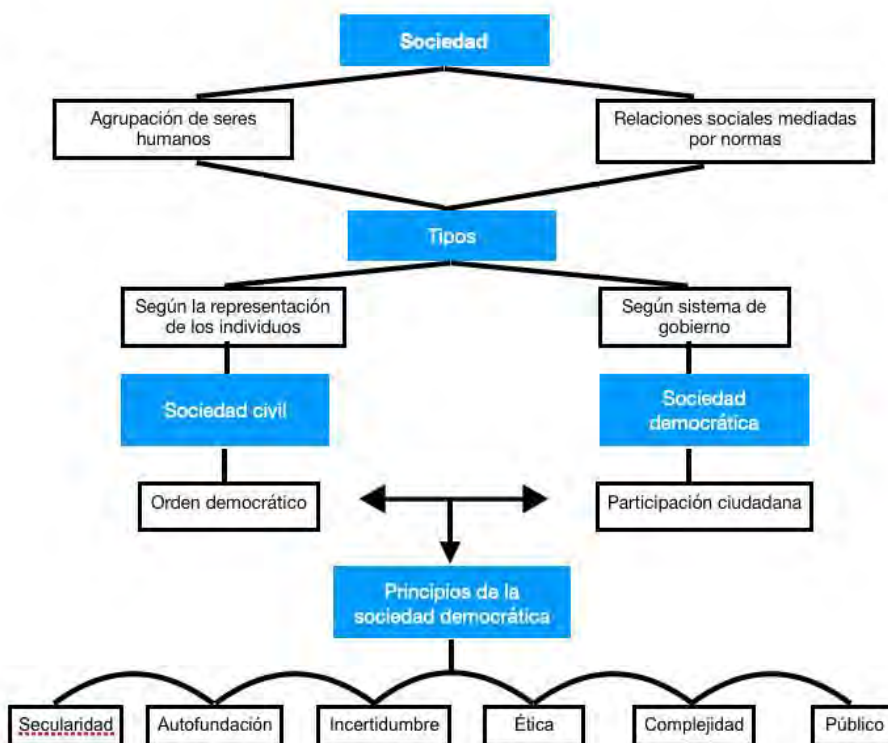 Sociedad
Agrupación de seres
humanos
Relaciones sociales mediadas
por normas
Tipos
Según la representación
de los individuos
Según sistema de
gobierno
Sociedad civil
Sociedad
democrática
Orden democrático
Participación ciudadana
Principios de la
sociedad democrática
Secularidad
Autofundación
Incertidumbre
Ética
Complejidad
Público